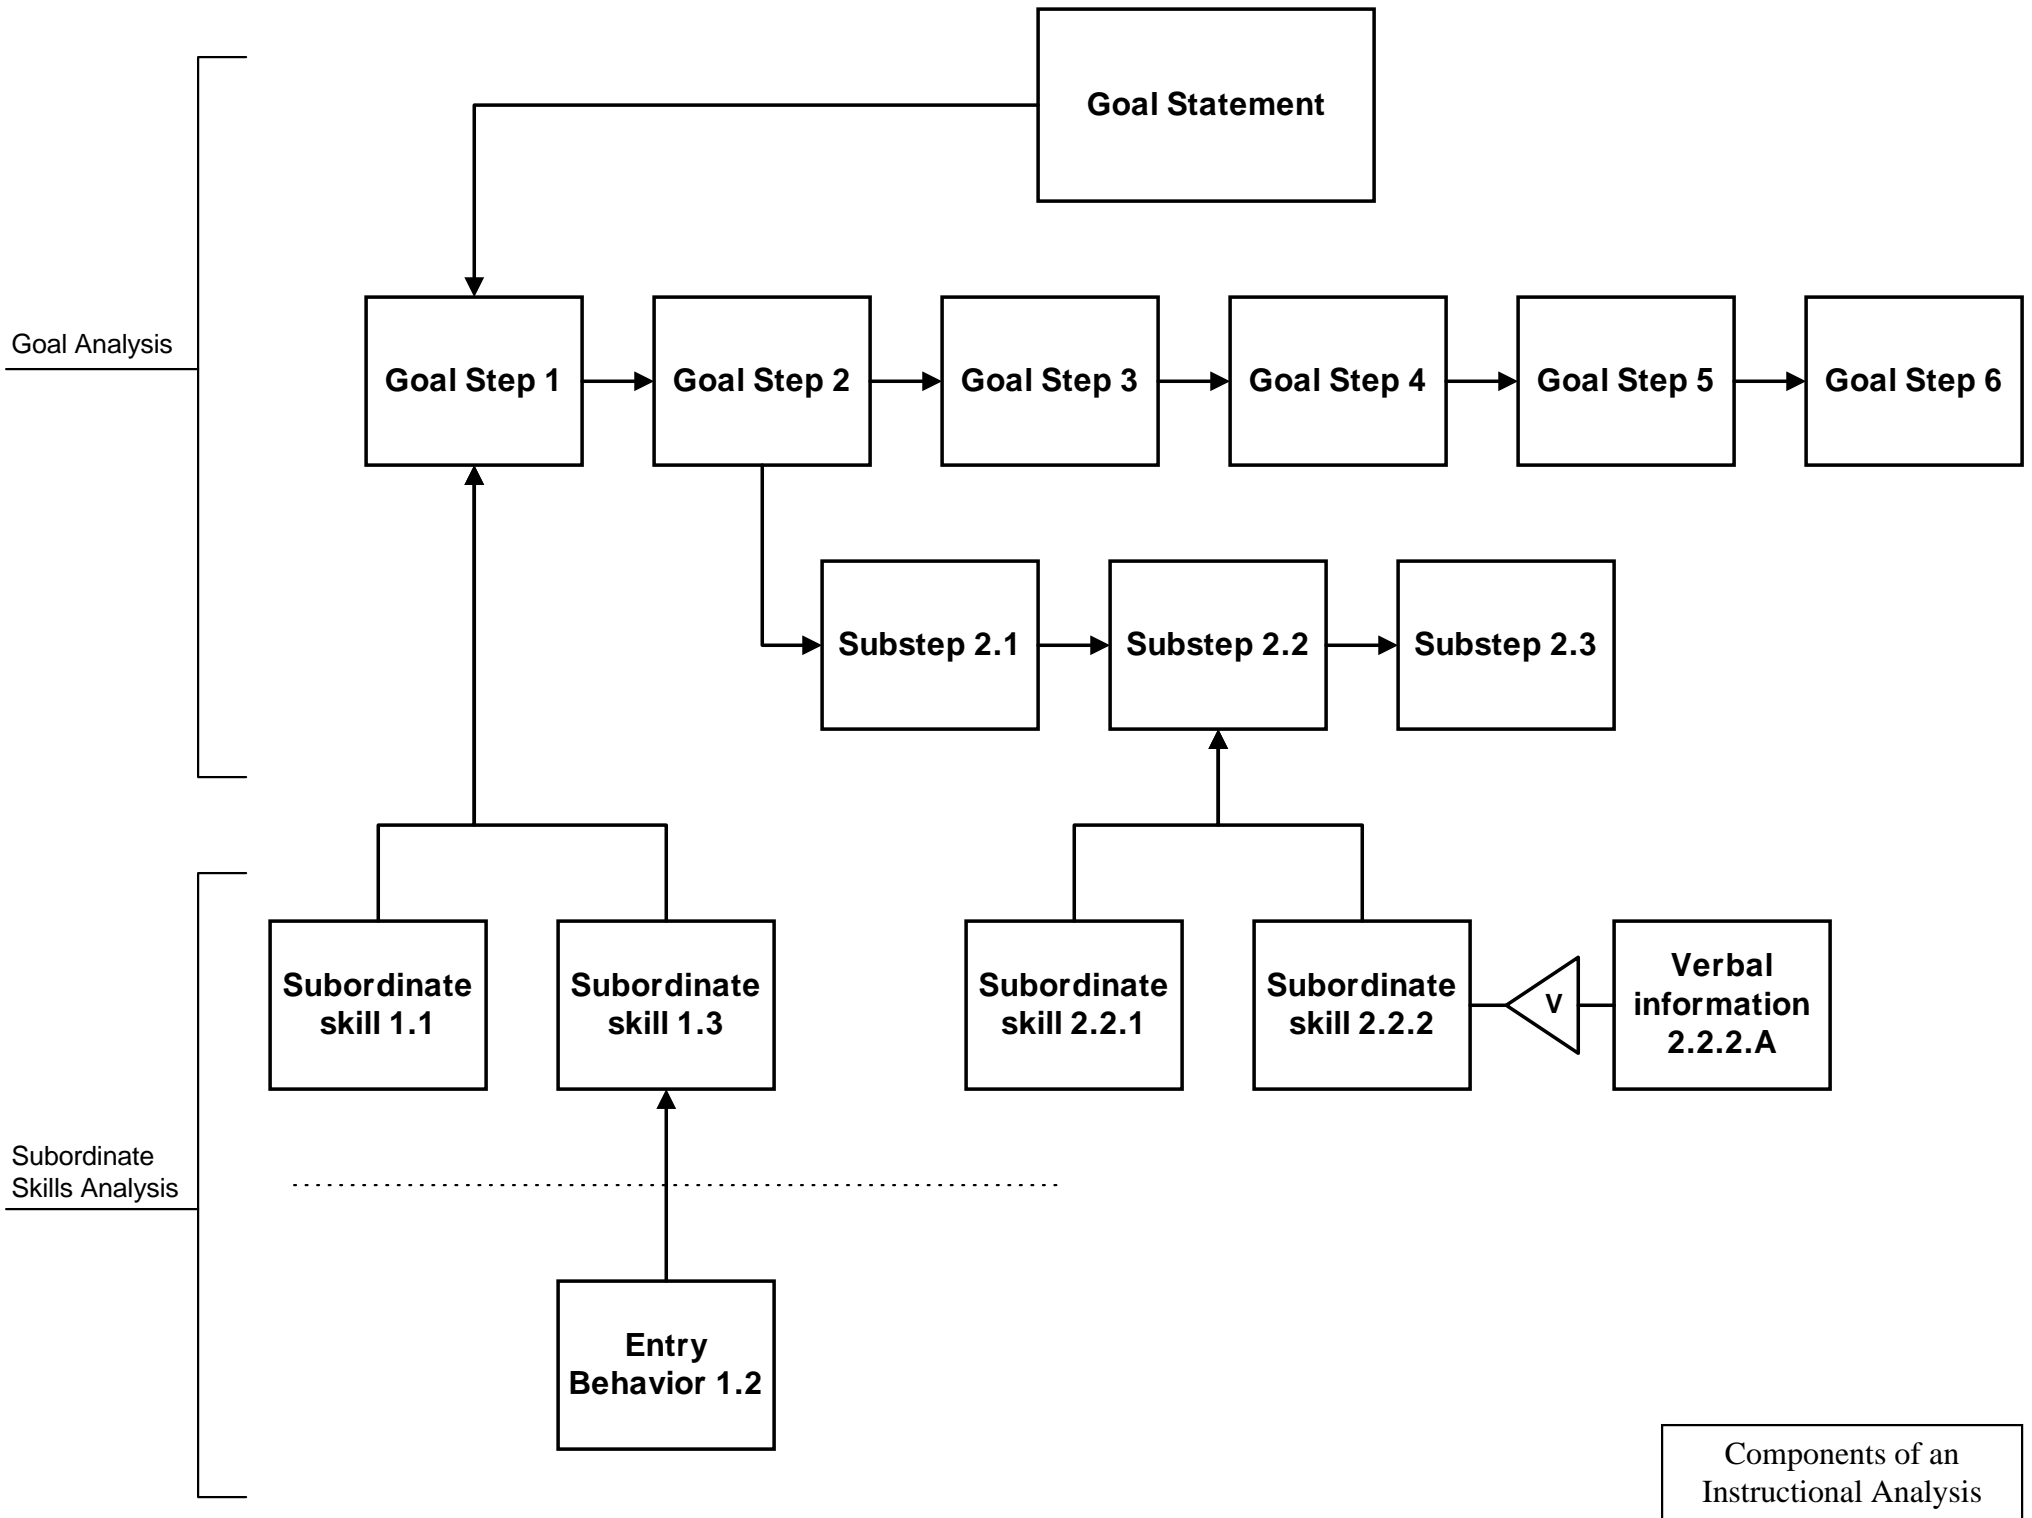 Goal Statement
Goal Analysis
Goal Step 1
Goal Step 2
Goal Step 3
Goal Step 4
Goal Step 5
Goal Step 6
Substep 2.1
Substep 2.2
Substep 2.3
Subordinate
Skills Analysis
Subordinate
skill 1.1
Subordinate
skill 1.3
Subordinate
skill 2.2.1
Subordinate
skill 2.2.2
V
Verbal
information
2.2.2.A
Entry
Behavior 1.2
Components of an
Instructional Analysis